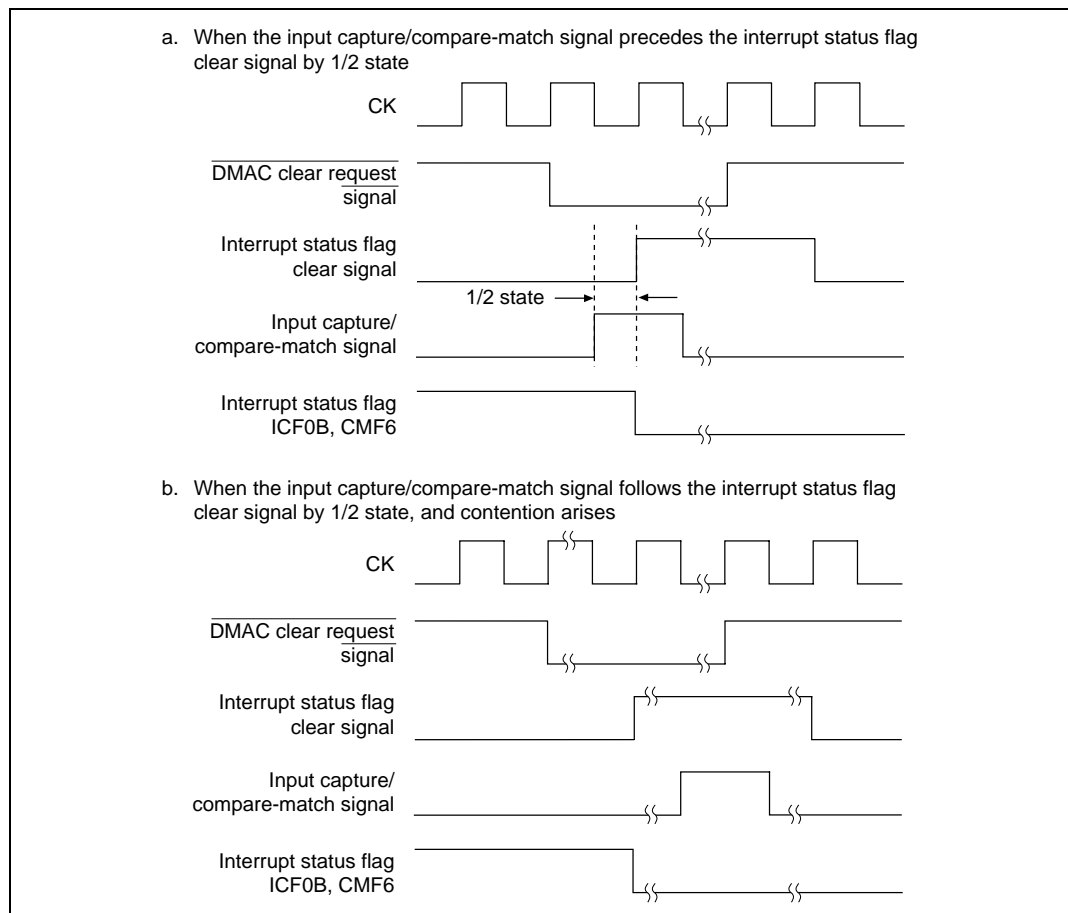 a. When the input capture/compare-match signal precedes the interrupt status flag
clear signal by 1/2 state
CK
DMAC clear request
signal
Interrupt status flag
clear signal
1/2 state
Input capture/
compare-match signal
Interrupt status flag
ICF0B, CMF6
b. When the input capture/compare-match signal follows the interrupt status flag
clear signal by 1/2 state, and contention arises
CK
DMAC clear request
signal
Interrupt status flag
clear signal
Input capture/
compare-match signal
Interrupt status flag
ICF0B, CMF6